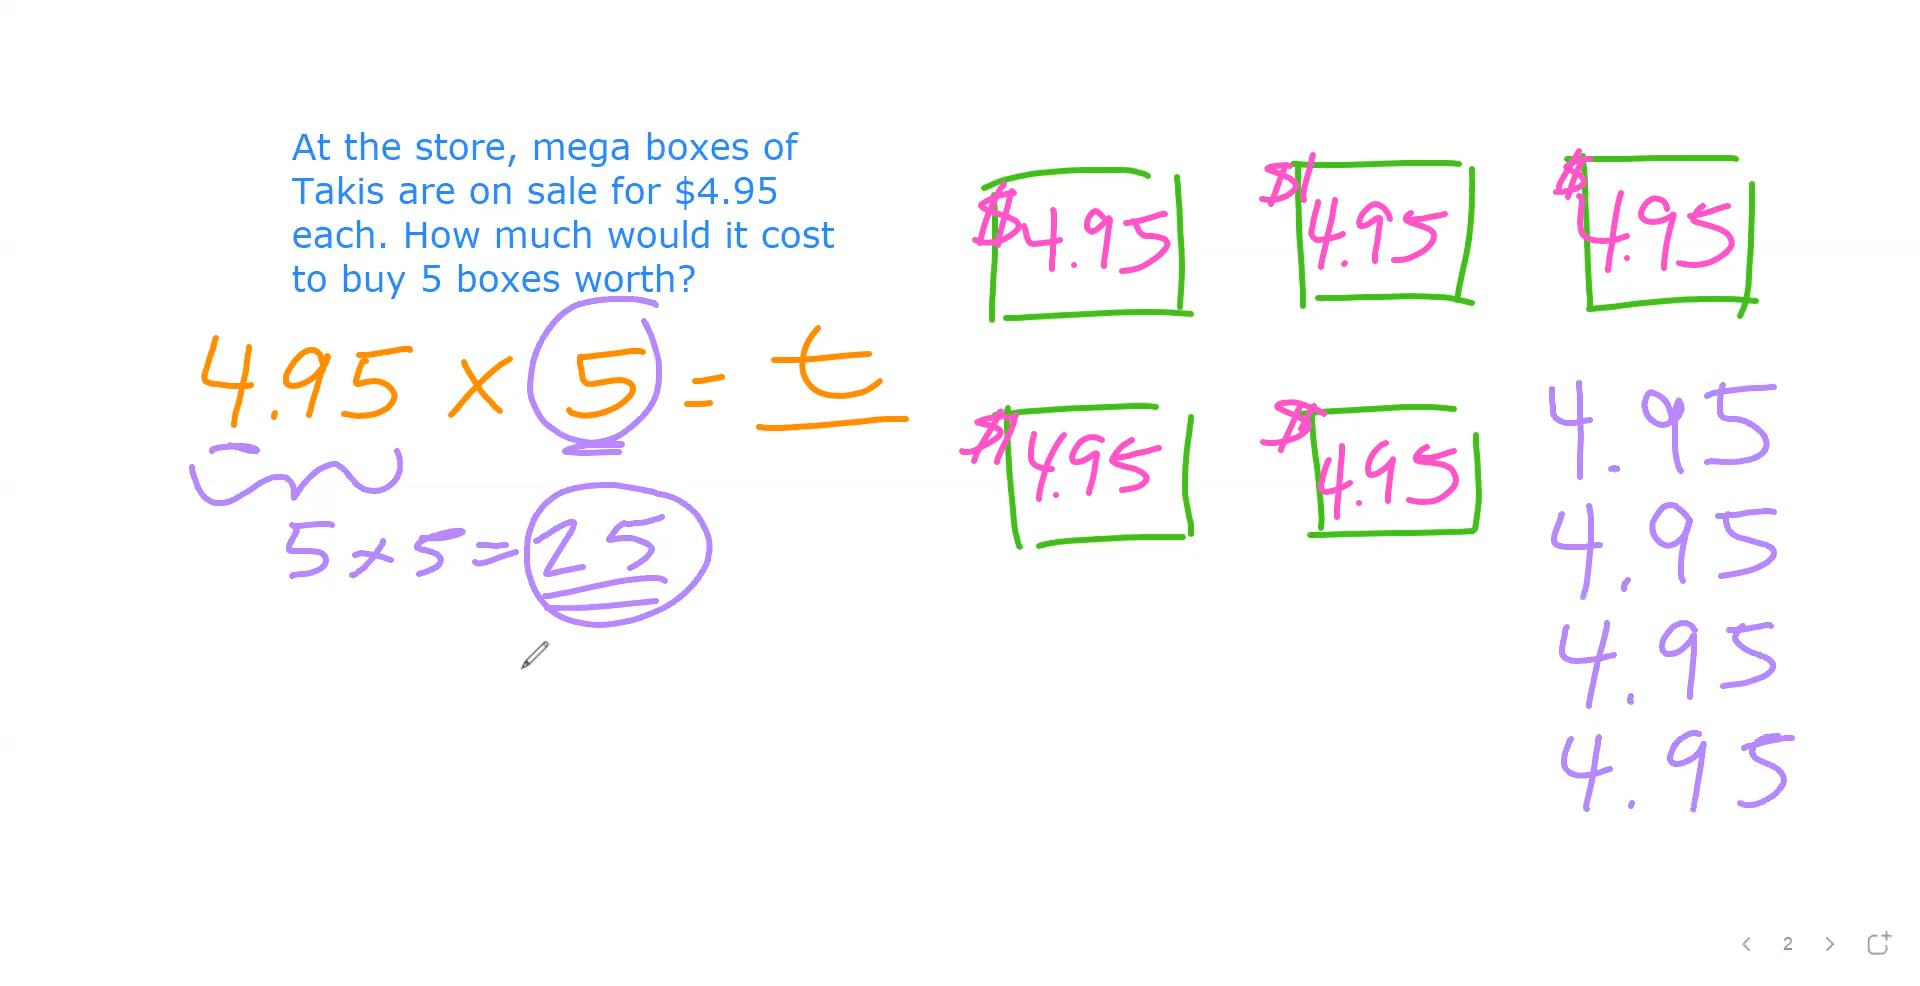 At the store, mega boxes of
Takis are on sale for $4.95
each. How much would it cost
to buy 5 boxes worth?
4.95 x 5 = t
5 x 5 = 25
$4.95
$4.95
$4.95
$4.95
$4.95
4.95
4.95
4.95
4.95
2